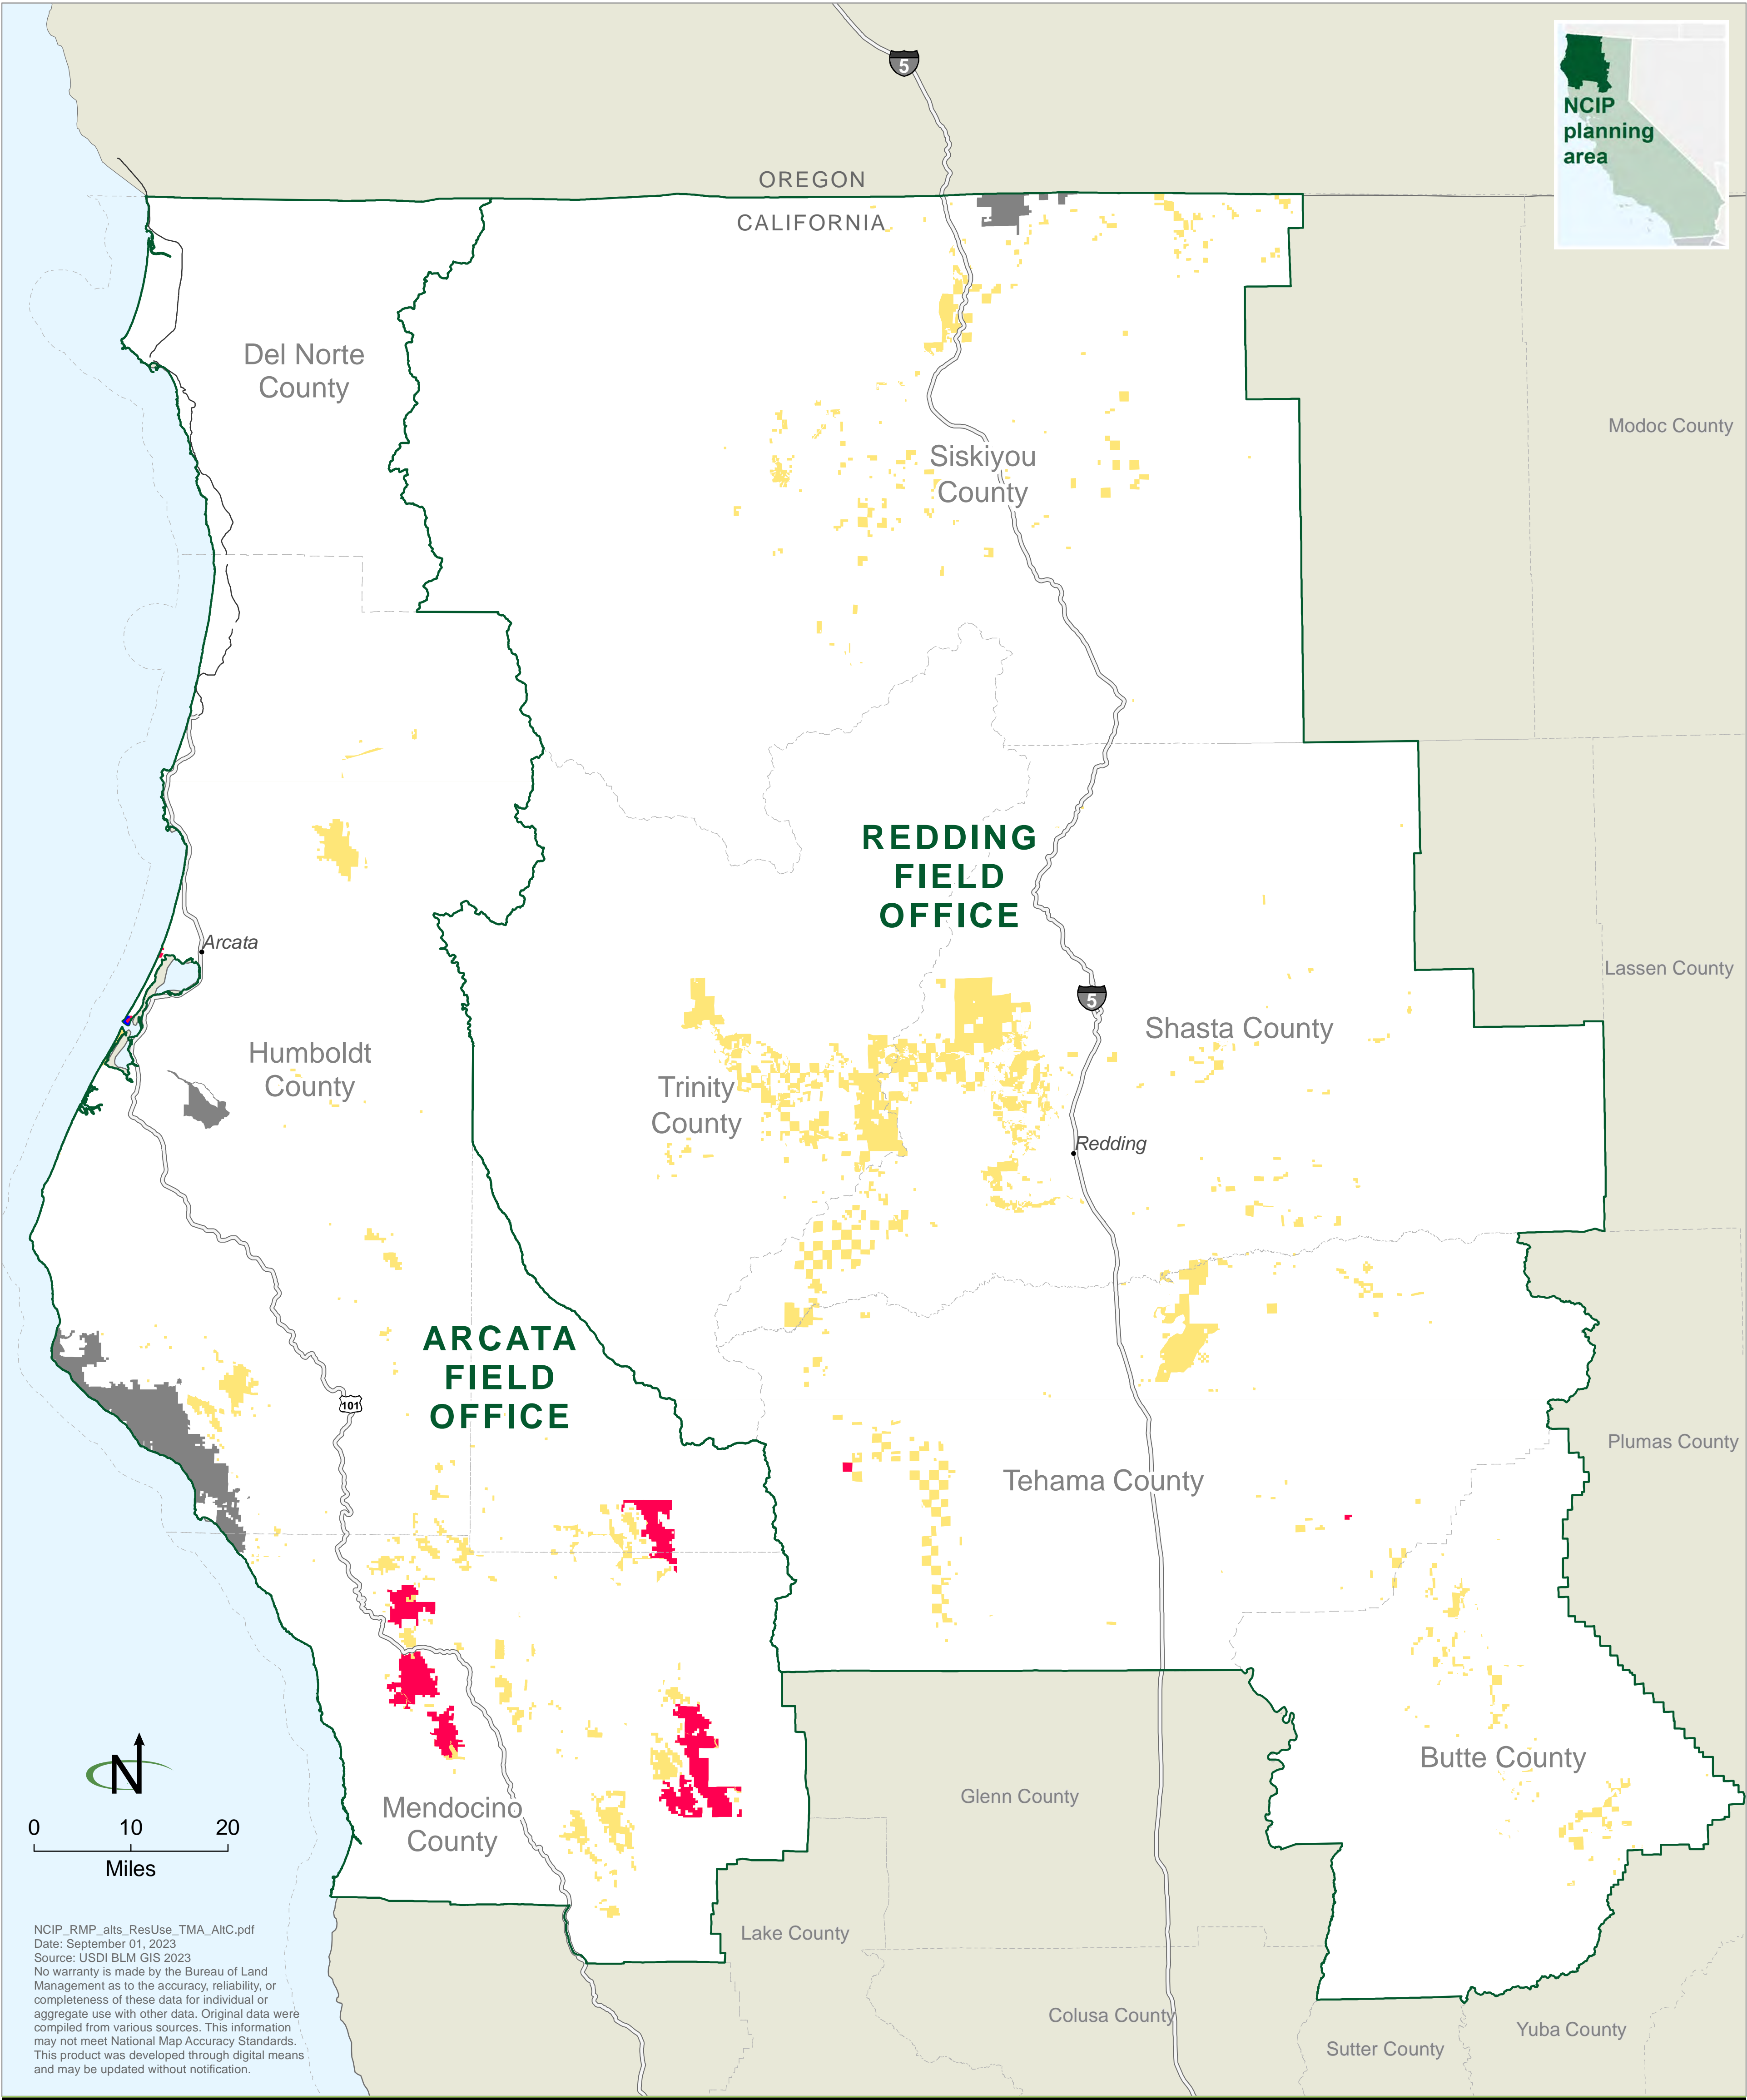 5
NCIP
planning
area
OREGON
CALIFORNIA
Del Norte
County
Modoc County
Siskiyou
County
REDDING
FIELD
OFFICE
Arcata
Lassen County
5
Shasta County
Humboldt
County
Trinity
County
Redding
ARCATA
FIELD
OFFICE
101
Plumas County
Tehama County
N
Butte County
Glenn County
Mendocino
County
0 10 20
Miles
Lake County
NCIP_RMP_alts_ResUse_TMA_AltC.pdf
Date: September 01, 2023
Source: USDI BLM GIS 2023
No warranty is made by the Bureau of Land
Management as to the accuracy, reliability, or
completeness of these data for individual or
aggregate use with other data. Original data were
compiled from various sources. This information
may not meet National Map Accuracy Standards.
This product was developed through digital means
and may be updated without notification.
Colusa County
Yuba County
Sutter County